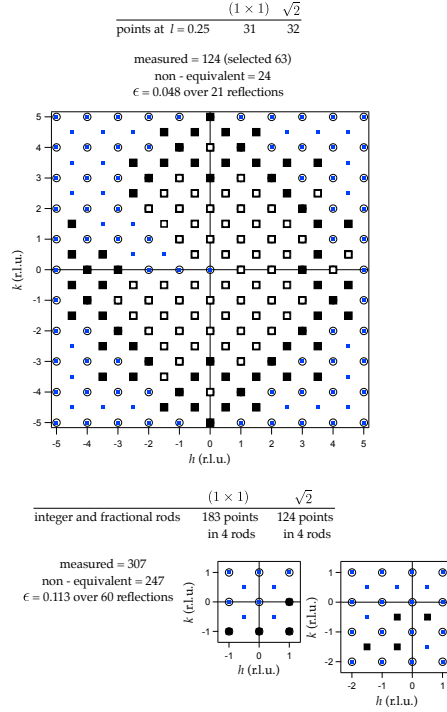 (1 × 1) √2
points at l = 0.25 31 32
measured = 124 (selected 63)
non - equivalent = 24
ϵ = 0.048 over 21 reflections
5
4
3
2
1
0
-1
-2
-3
-4
-5
k (r.l.u.)
-5 -4 -3 -2 -1 0 1 2 3 4 5
h (r.l.u.)
(1 × 1) √2
integer and fractional rods 183 points 124 points
in 4 rods in 4 rods
measured = 307
non - equivalent = 247
ϵ = 0.113 over 60 reflections
1
0
-1
k (r.l.u.)
-1 0 1
h (r.l.u.)
1
0
-1
-2
k (r.l.u.)
-2 -1 0 1
h (r.l.u.)